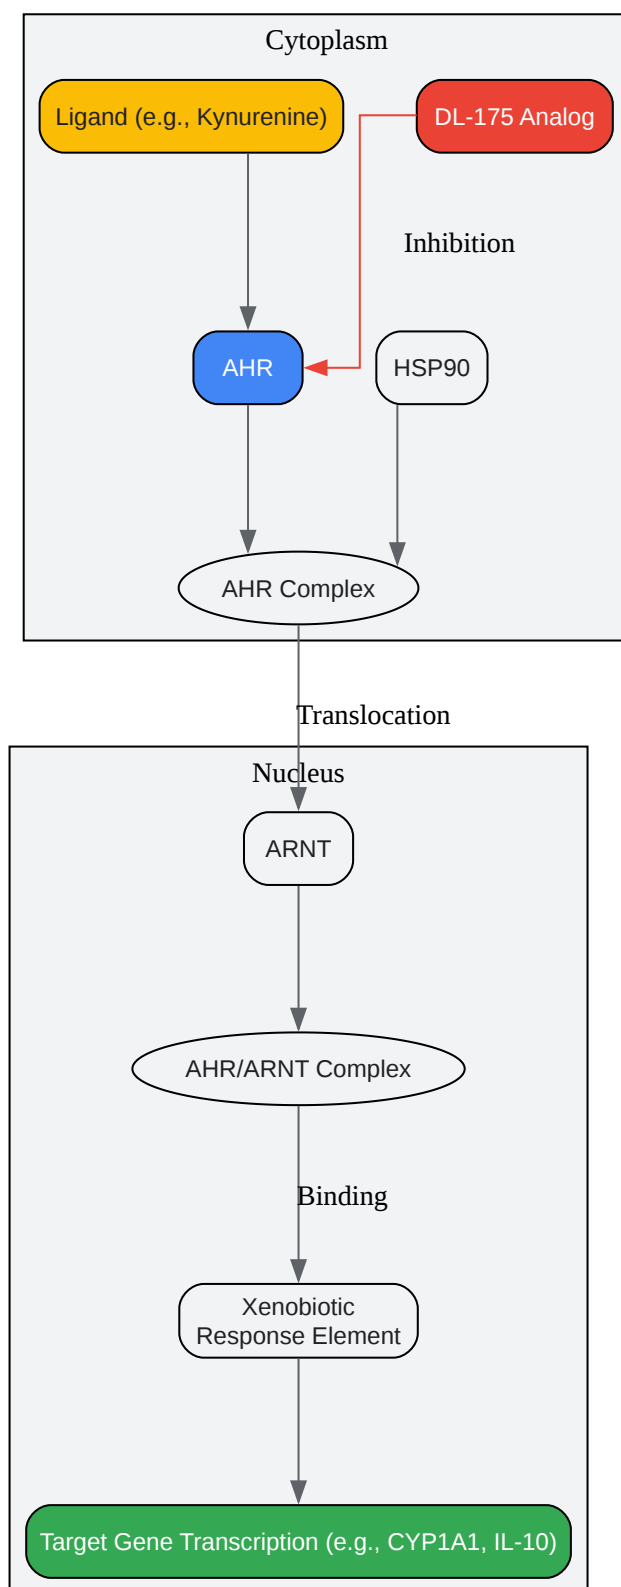 Cytoplasm
Ligand (e.g., Kynurenine)
DL-175 Analog
Inhibition
AHR
HSP90
AHR Complex
Translocation
Nucleus
ARNT
AHR/ARNT Complex
Binding
Xenobiotic
Response Element
Target Gene Transcription (e.g., CYP1A1, IL-10)